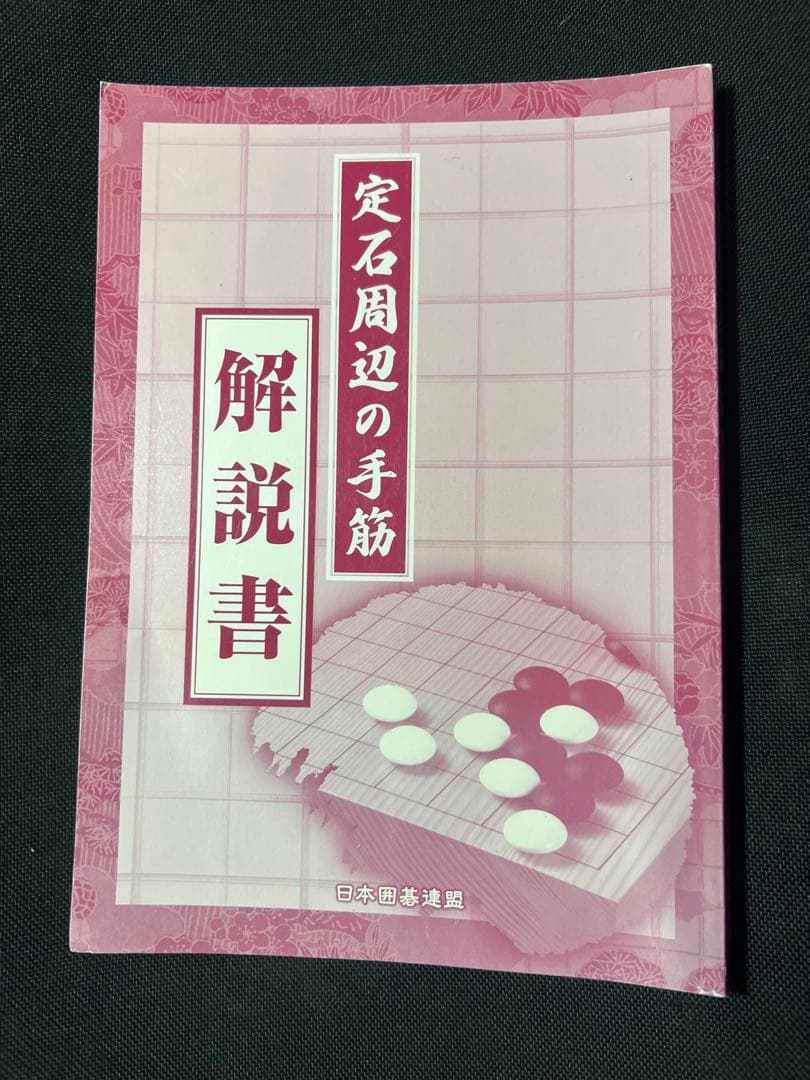 定石周辺の手筋
解説書
日本囲碁連盟